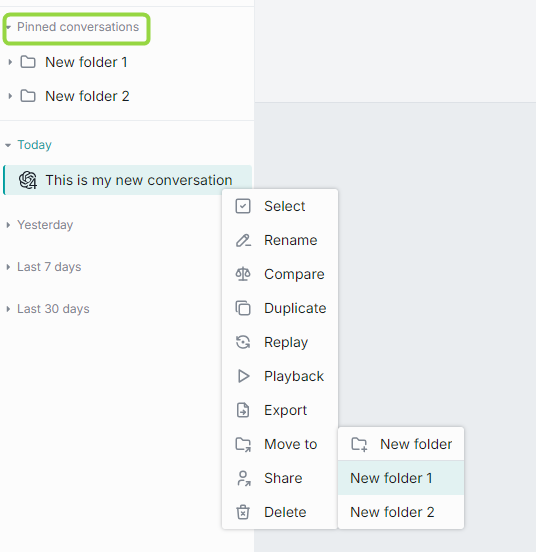 Pinned conversations
New folder 1
New folder 2
Today
4 This is my new conversation
Yesterday
Last 7 days
Last 30 days
Select
Rename
Compare
Duplicate
Replay
Playback
Export
Move to
Share
Delete
New folder
New folder 1
New folder 2